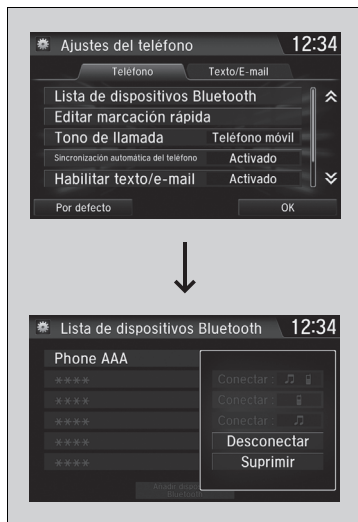 Ajustes del teléfono 12:34
Teléfono Texto/E-mail
Lista de dispositivos Bluetooth
Editar marcación rápida
Tono de llamada Teléfono móvil
Sincronización automática del teléfono Activado
Habilitar texto/e-mail Activado
Por defecto OK
Lista de dispositivos Bluetooth 12:34
Phone AAA
**** Conectar :
**** Conectar :
**** Conectar :
Desconectar
**** Suprimir
Añadir
Bluetooth